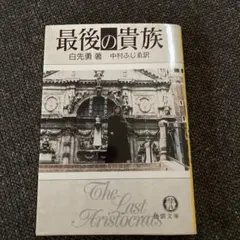 最後の貴族
白先勇 著　中村ふじゑ 訳
The
Last
Aristocrats
徳間文庫